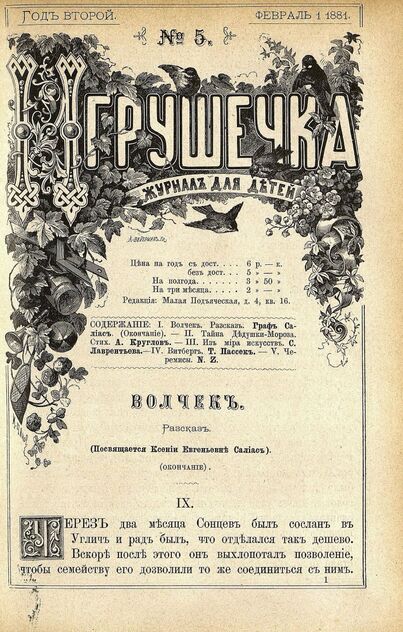 Годъ второй.
Февраль 1 1881.
№ 5.
ИГРУШЕЧКА
ЖУРНАЛЪ ДЛЯ ДѢТЕЙ
Цѣна на годъ съ дост. . . . 6 р. — к.
безъ дост. . . . 5 » — »
На полгода. . . . . . . . 3 » 50 »
На три мѣсяца. . . . . . 2 » — »
Редакція: Малая Подъяческая, д. 4, кв. 16.
СОДЕРЖАНІЕ: I. Волчекъ. Разсказъ. Графъ Са-
ліасъ. (Окончаніе). — II. Тайна Дѣдушки-Мороза.
Стих. А. Кругловъ. — III. Изъ міра искусствъ. С.
Лаврентьева. — IV. Витбергъ. Т. Пассекъ. — V. Че-
ремисы. N. Z.
ВОЛЧЕКЪ.
Разсказъ.
(Посвящается Ксеніи Евгеньевнѣ Саліасъ).
(ОКОНЧАНІЕ).
IX.
ЧЕРЕЗЪ два мѣсяца Сонцевъ былъ сосланъ въ
Угличъ и радъ былъ, что отдѣлался такъ дешево.
Вскорѣ послѣ этого онъ выхлопоталъ позволеніе,
чтобы семейству его дозволили то же соединиться съ нимъ.
1